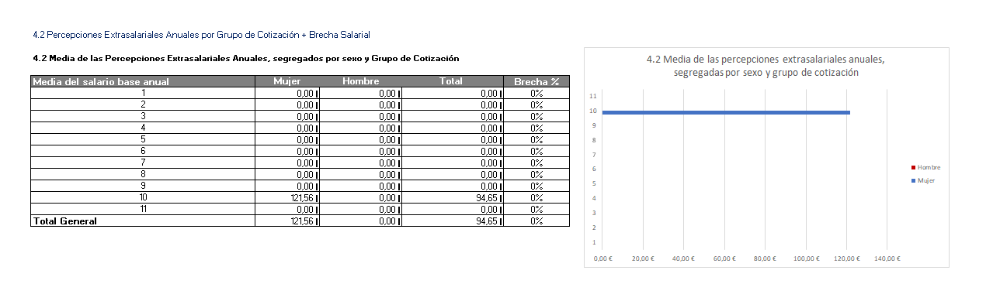 4.2 Percepciones Extrasalariales Anuales por Grupo de Cotización + Brecha Salarial
4.2 Media de las Percepciones Extrasalariales Anuales, segregados por sexo y Grupo de Cotización
Media del salario base anual Mujer Hombre Total Brecha %
1 0,00 0,00 0,00 0%
2 0,00 0,00 0,00 0%
3 0,00 0,00 0,00 0%
4 0,00 0,00 0,00 0%
5 0,00 0,00 0,00 0%
6 0,00 0,00 0,00 0%
7 0,00 0,00 0,00 0%
8 0,00 0,00 0,00 0%
9 0,00 0,00 0,00 0%
10 121,56 0,00 94,65 0%
11 0,00 0,00 0,00 0%
Total General 121,56 0,00 94,65 0%
4.2 Media de las percepciones extrasalariales anuales,
segregadas por sexo y grupo de cotización
11
10
9
8
7
6
5
4
3
2
1
0,00 € 20,00 € 40,00 € 60,00 € 80,00 € 100,00 € 120,00 € 140,00 €
Hombre
Mujer